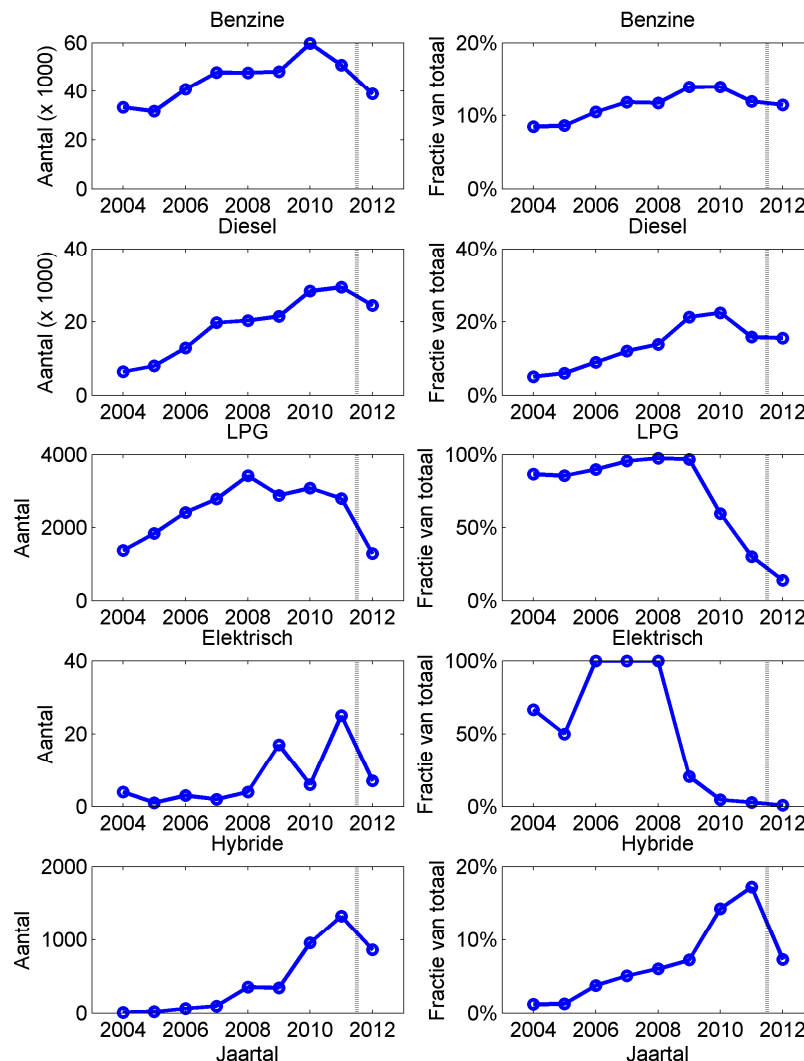 Benzine
60
40
20
0
Aantal (x 1000)
2004 2006 2008 2010 2012
Benzine
20%
10%
0%
Fractie van totaal
2004 2006 2008 2010 2012
Diesel
40
20
0
Aantal (x 1000)
2004 2006 2008 2010 2012
Diesel
40%
20%
0%
Fractie van totaal
2004 2006 2008 2010 2012
LPG
4000
2000
0
Aantal
2004 2006 2008 2010 2012
LPG
100%
50%
0%
Fractie van totaal
2004 2006 2008 2010 2012
Elektrisch
40
20
0
Aantal
2004 2006 2008 2010 2012
Elektrisch
100%
50%
0%
Fractie van totaal
2004 2006 2008 2010 2012
Hybride
2000
1000
0
Aantal
2004 2006 2008 2010 2012
Jaartal
Hybride
20%
10%
0%
Fractie van totaal
2004 2006 2008 2010 2012
Jaartal